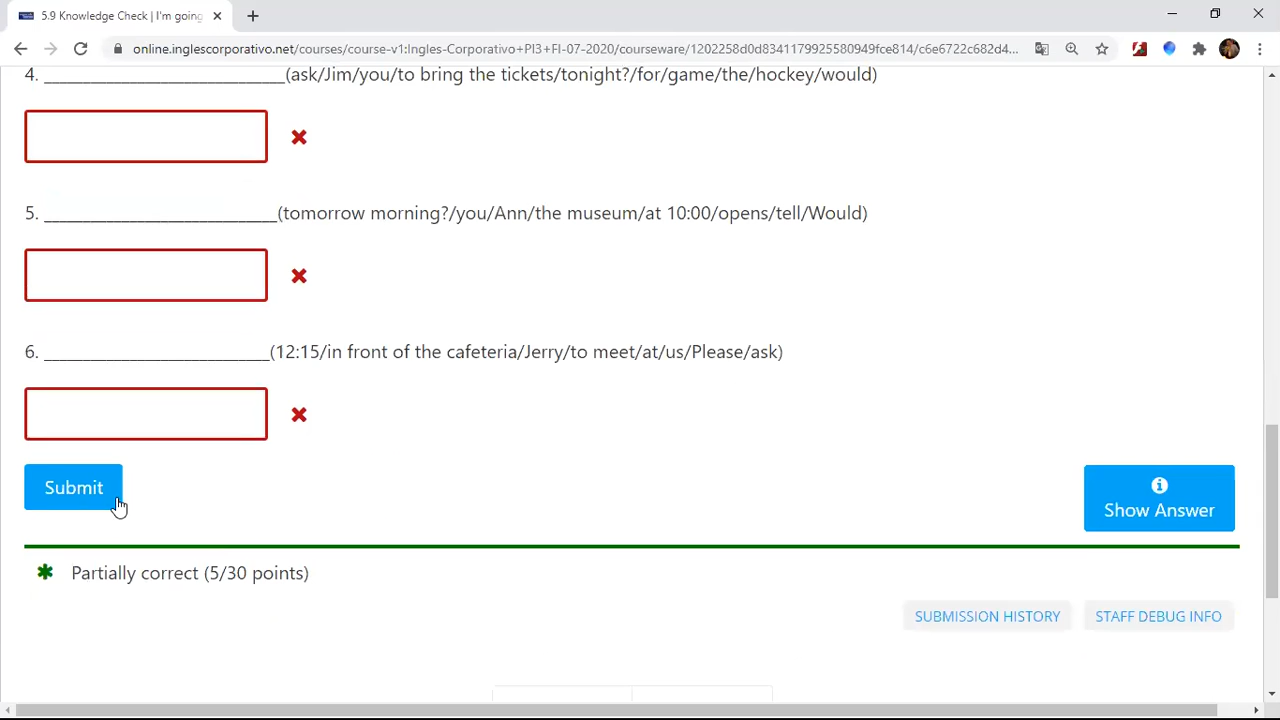 5.9 Knowledge Check | I'm going
online.inglescorporativo.net/courses/course-v1:Ingles-Corporativo+PI3+FI-07-2020/courseware/1202258d0d8341179925580949fce814/c6e6722c682d4...
4. ___________________________(ask/Jim/you/to bring the tickets/tonight?/for/game/the/hockey/would)
5. __________________________(tomorrow morning?/you/Ann/the museum/at 10:00/opens/tell/Would)
6. _________________________(12:15/in front of the cafeteria/Jerry/to meet/at/us/Please/ask)
Submit
Show Answer
Partially correct (5/30 points)
SUBMISSION HISTORY
STAFF DEBUG INFO